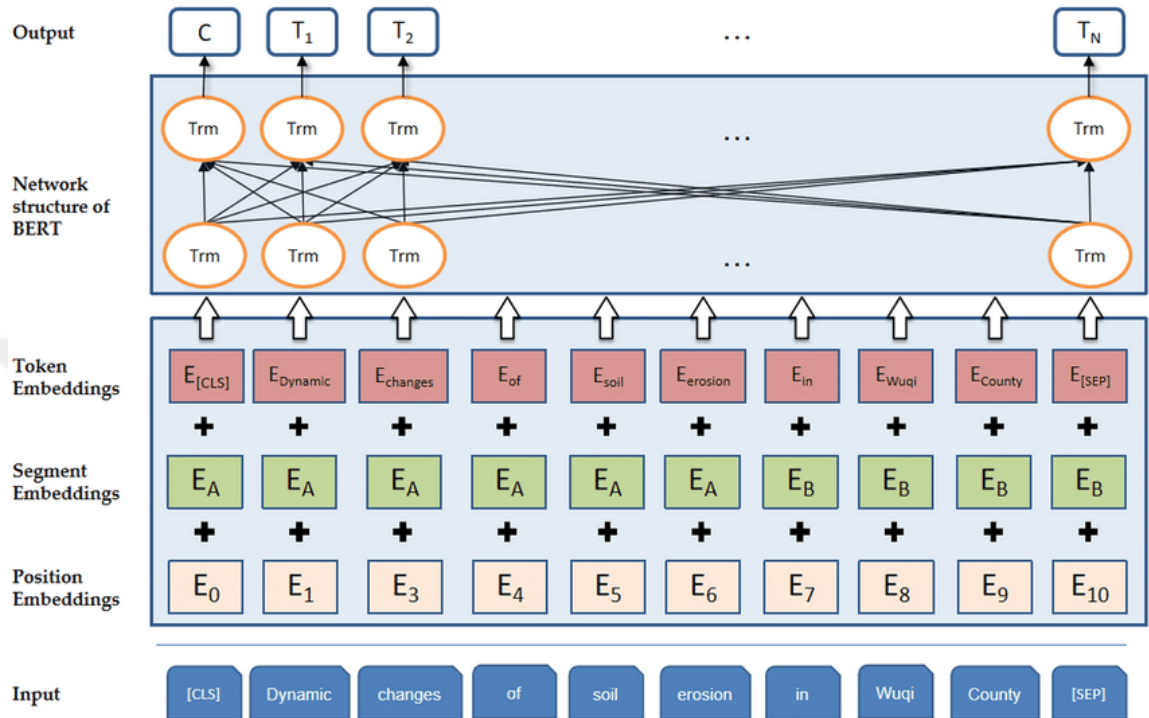 Output C T1 T2 ... TN
Trm Trm Trm ... Trm
Network
structure of
BERT
Trm Trm Trm ... Trm
Token
Embeddings
E[CLS] EDynamic Echanges Eof Esoil Eerosion Ein EWuqi ECounty E[SEP]
+ + + + + + + + + +
Segment
Embeddings
EA EA EA EA EA EA EB EB EB EB
+ + + + + + + + + +
Position
Embeddings
E0 E1 E3 E4 E5 E6 E7 E8 E9 E10
Input [CLS] Dynamic changes of soil erosion in Wuqi County [SEP]